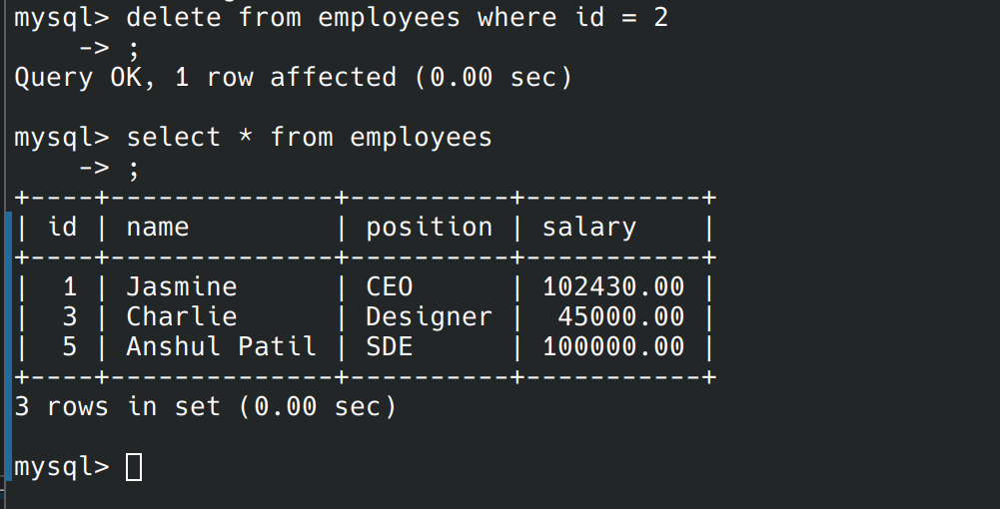 mysql> delete from employees where id = 2
    -> ;
Query OK, 1 row affected (0.00 sec)

mysql> select * from employees
    -> ;
+----+--------------+----------+-----------+
| id | name         | position | salary    |
+----+--------------+----------+-----------+
|  1 | Jasmine      | CEO      | 102430.00 |
|  3 | Charlie      | Designer |  45000.00 |
|  5 | Anshul Patil | SDE      | 100000.00 |
+----+--------------+----------+-----------+
3 rows in set (0.00 sec)

mysql>